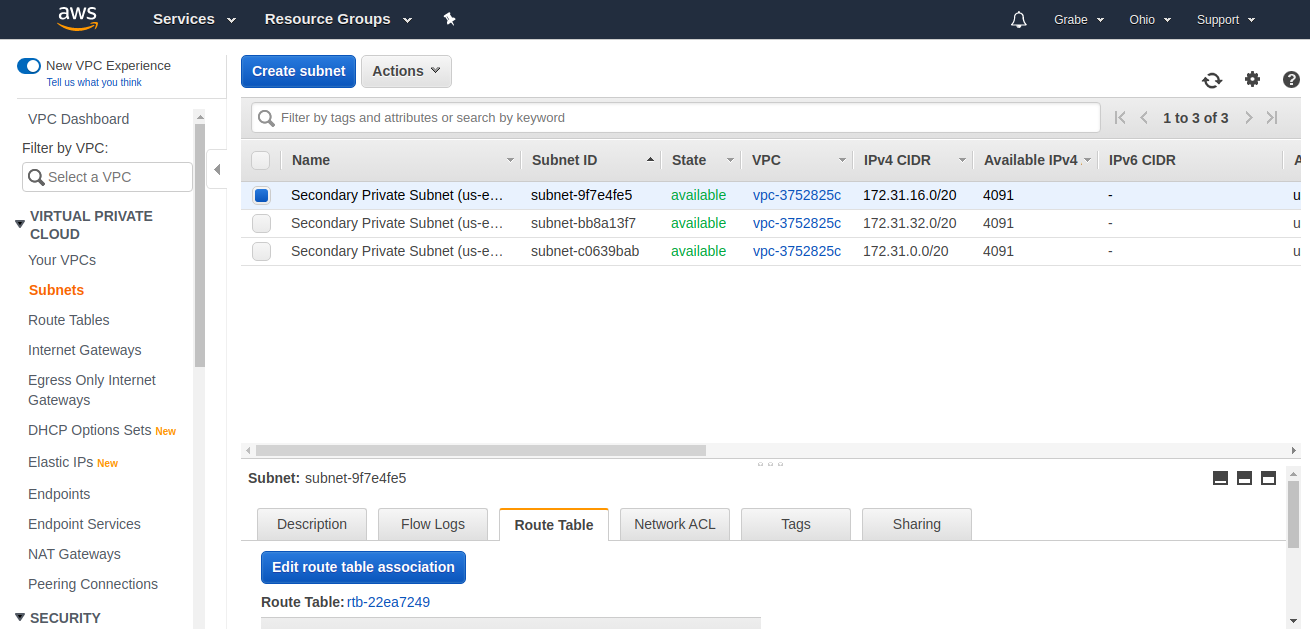 aws Services Resource Groups Grabe Ohio Support
New VPC Experience
Tell us what you think
VPC Dashboard
Filter by VPC:
Select a VPC
VIRTUAL PRIVATE
CLOUD
Your VPCs
Subnets
Route Tables
Internet Gateways
Egress Only Internet
Gateways
DHCP Options Sets New
Elastic IPs New
Endpoints
Endpoint Services
NAT Gateways
Peering Connections
SECURITY
Create subnet Actions
Filter by tags and attributes or search by keyword 1 to 3 of 3
Name Subnet ID State VPC IPv4 CIDR Available IPv4 IPv6 CIDR A
Secondary Private Subnet (us-e… subnet-9f7e4fe5 available vpc-3752825c 172.31.16.0/20 4091 - u
Secondary Private Subnet (us-e… subnet-bb8a13f7 available vpc-3752825c 172.31.32.0/20 4091 - u
Secondary Private Subnet (us-e… subnet-c0639bab available vpc-3752825c 172.31.0.0/20 4091 - u
Subnet: subnet-9f7e4fe5
Description Flow Logs Route Table Network ACL Tags Sharing
Edit route table association
Route Table: rtb-22ea7249